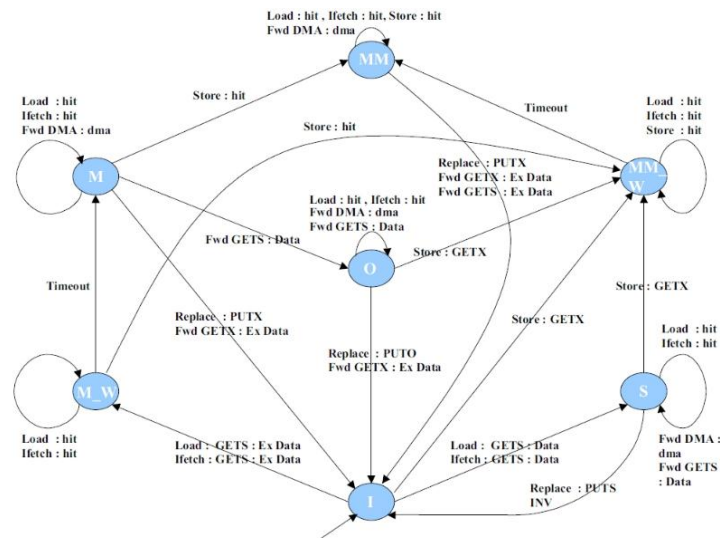 Load : hit , Ifetch : hit, Store : hit
Fwd DMA : dma
MM
Store : hit
Timeout
Load : hit
Ifetch : hit
Fwd DMA : dma
M
Store : hit
Load : hit
Ifetch : hit
Store : hit
MM_
W
Replace : PUTX
Fwd GETX : Ex Data
Fwd GETS : Ex Data
Load : hit , Ifetch : hit
Fwd DMA : dma
Fwd GETS : Data
Fwd GETS : Data
O
Store : GETX
Timeout
Store : GETX
Replace : PUTX
Fwd GETX : Ex Data
Store : GETX
Replace : PUTO
Fwd GETX : Ex Data
Load : hit
Ifetch : hit
M_W
S
Load : hit
Ifetch : hit
Load : GETS : Ex Data
Ifetch : GETS : Ex Data
Load : GETS : Data
Ifetch : GETS : Data
Fwd DMA :
dma
Fwd GETS
: Data
I
Replace : PUTS
INV